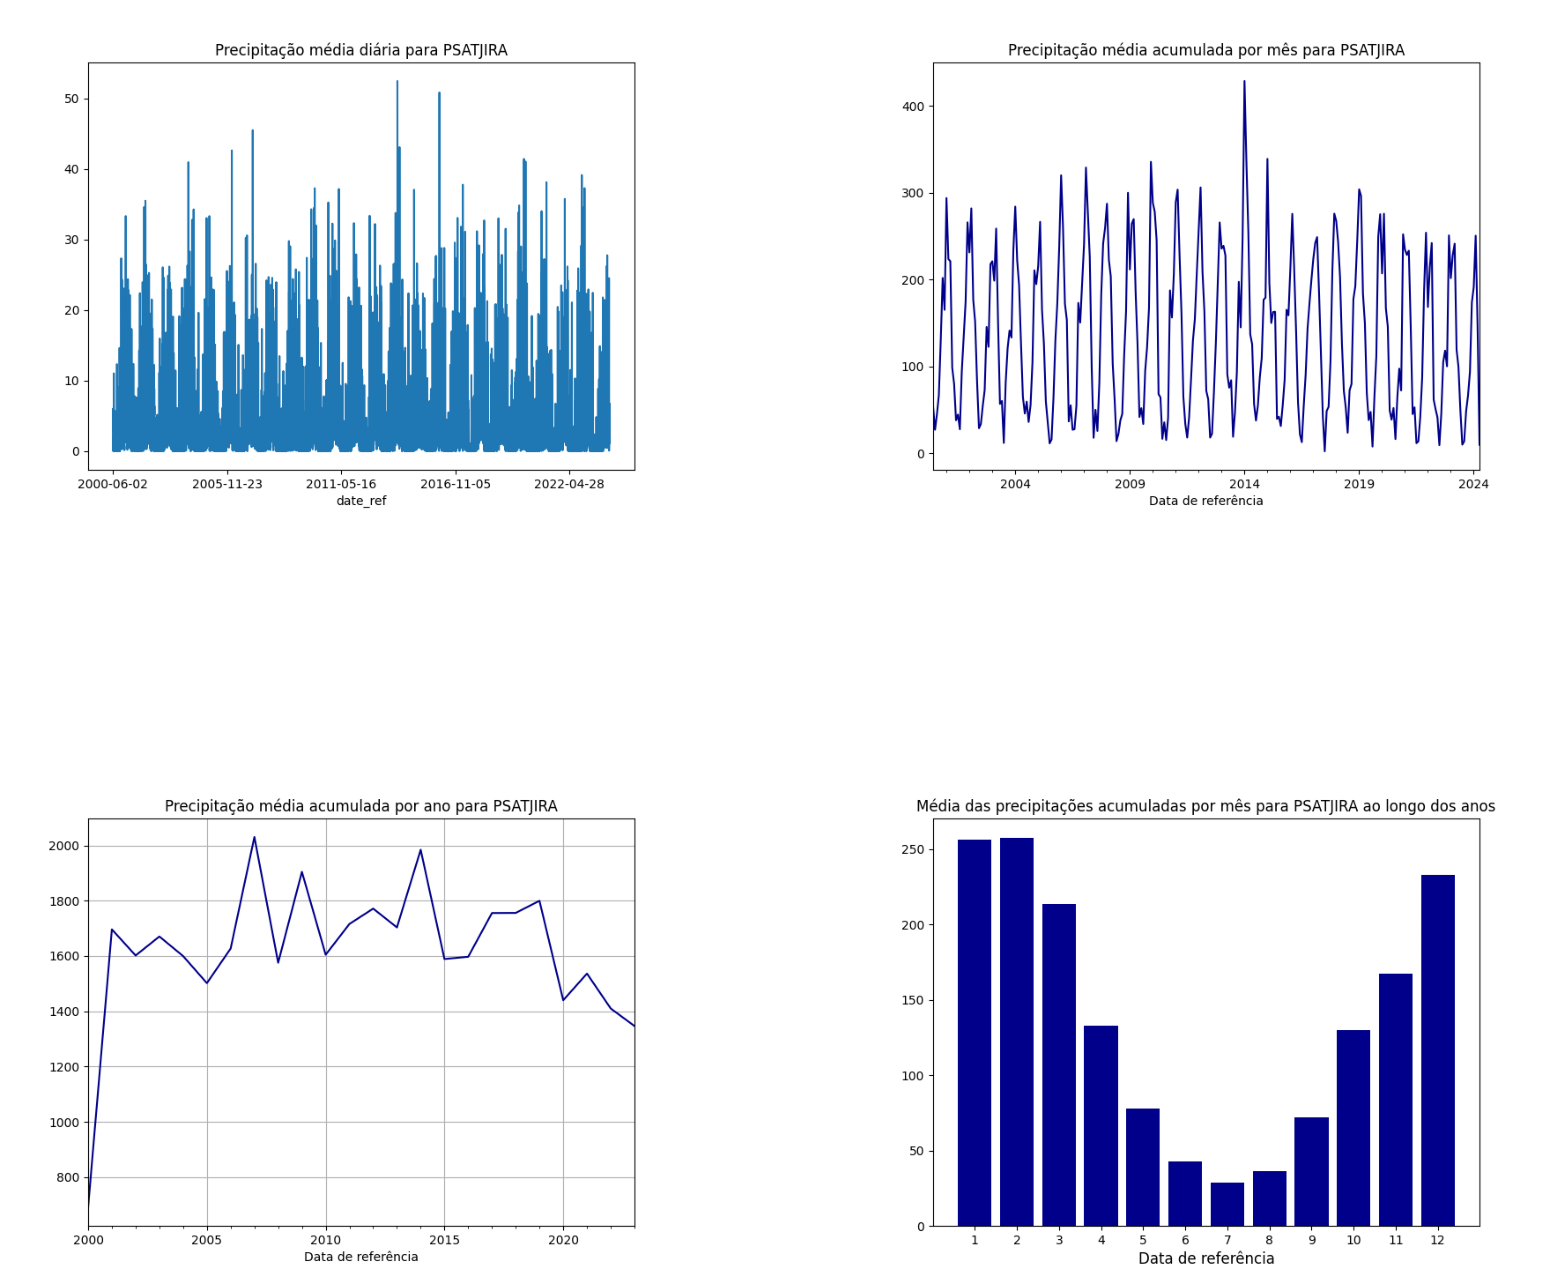 Precipitação média diária para PSATJIRA
50
40
30
20
10
0
2000-06-02 2005-11-23 2011-05-16 2016-11-05 2022-04-28
date_ref
Precipitação média acumulada por mês para PSATJIRA
400
300
200
100
0
2004 2009 2014 2019 2024
Data de referência
Precipitação média acumulada por ano para PSATJIRA
2000
1800
1600
1400
1200
1000
800
2000 2005 2010 2015 2020
Data de referência
Média das precipitações acumuladas por mês para PSATJIRA ao longo dos anos
250
200
150
100
50
0
1 2 3 4 5 6 7 8 9 10 11 12
Data de referência